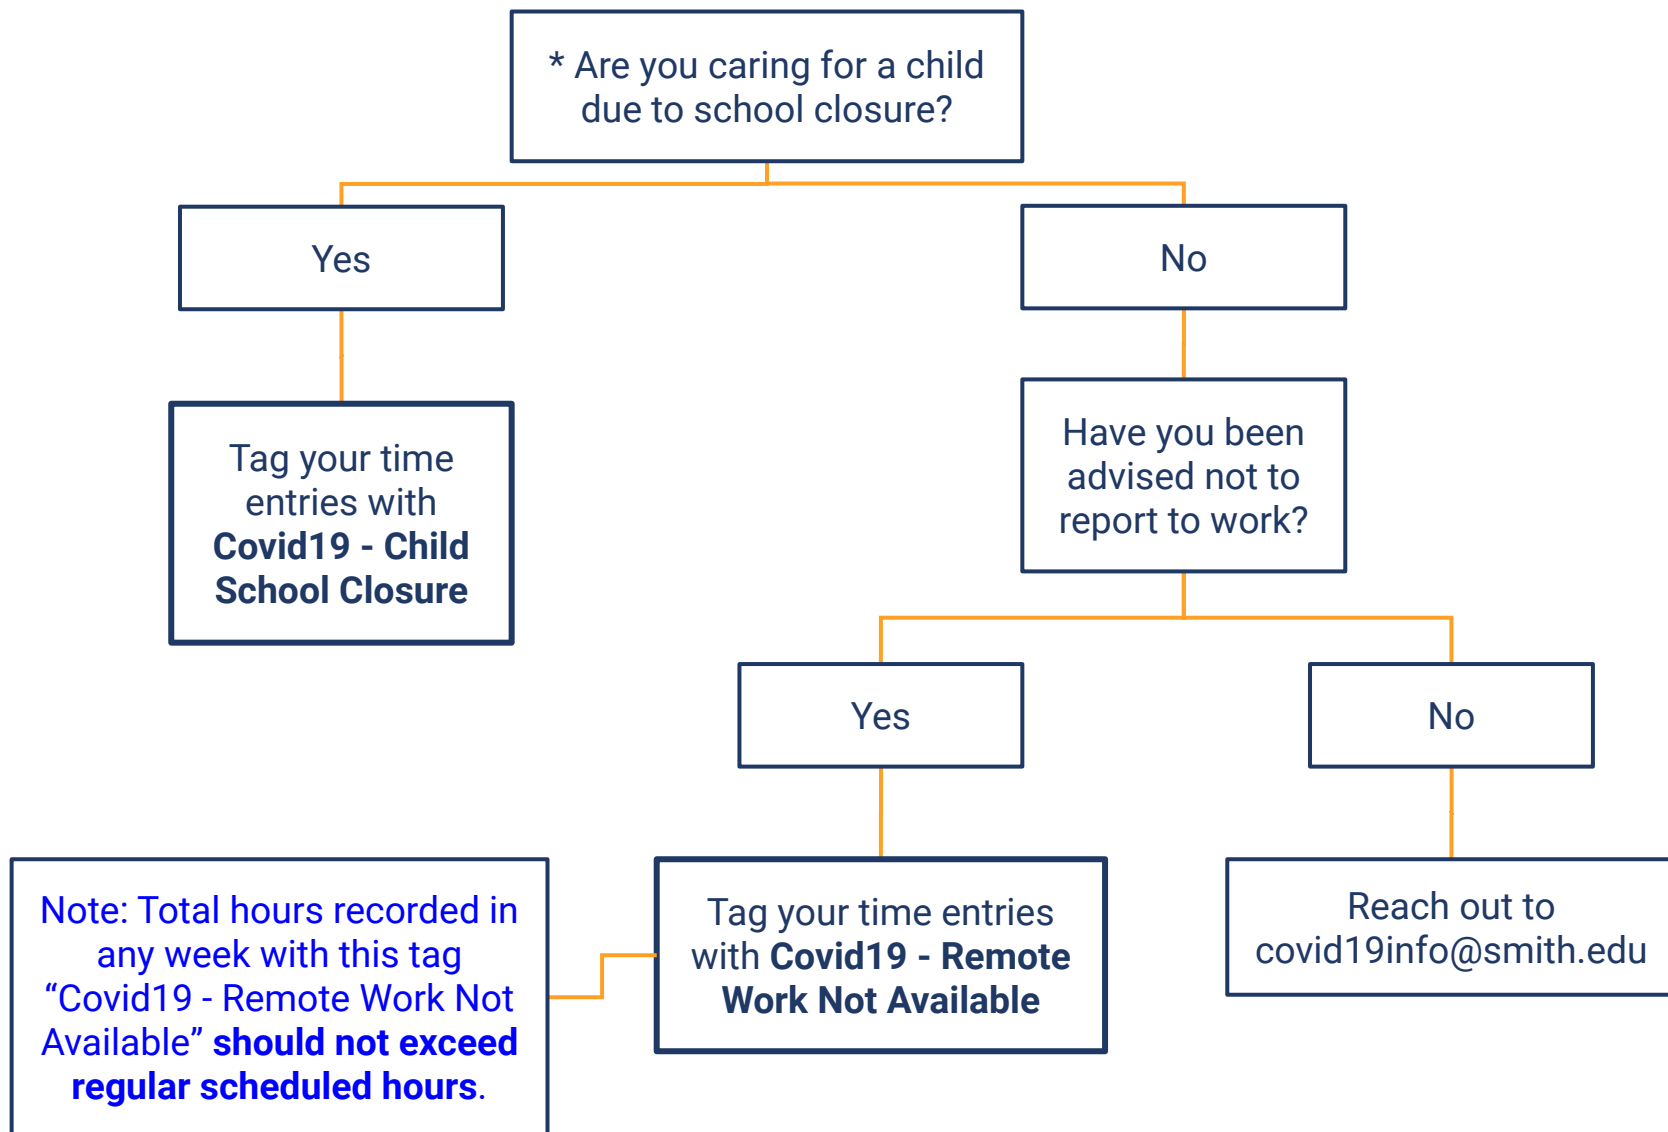 * Are you caring for a child
due to school closure?
Yes
No
Tag your time
entries with
Covid19 - Child
School Closure
Have you been
advised not to
report to work?
Yes
No
Note: Total hours recorded in
any week with this tag
“Covid19 - Remote Work Not
Available” should not exceed
regular scheduled hours.
Tag your time entries
with Covid19 - Remote
Work Not Available
Reach out to
covid19info@smith.edu